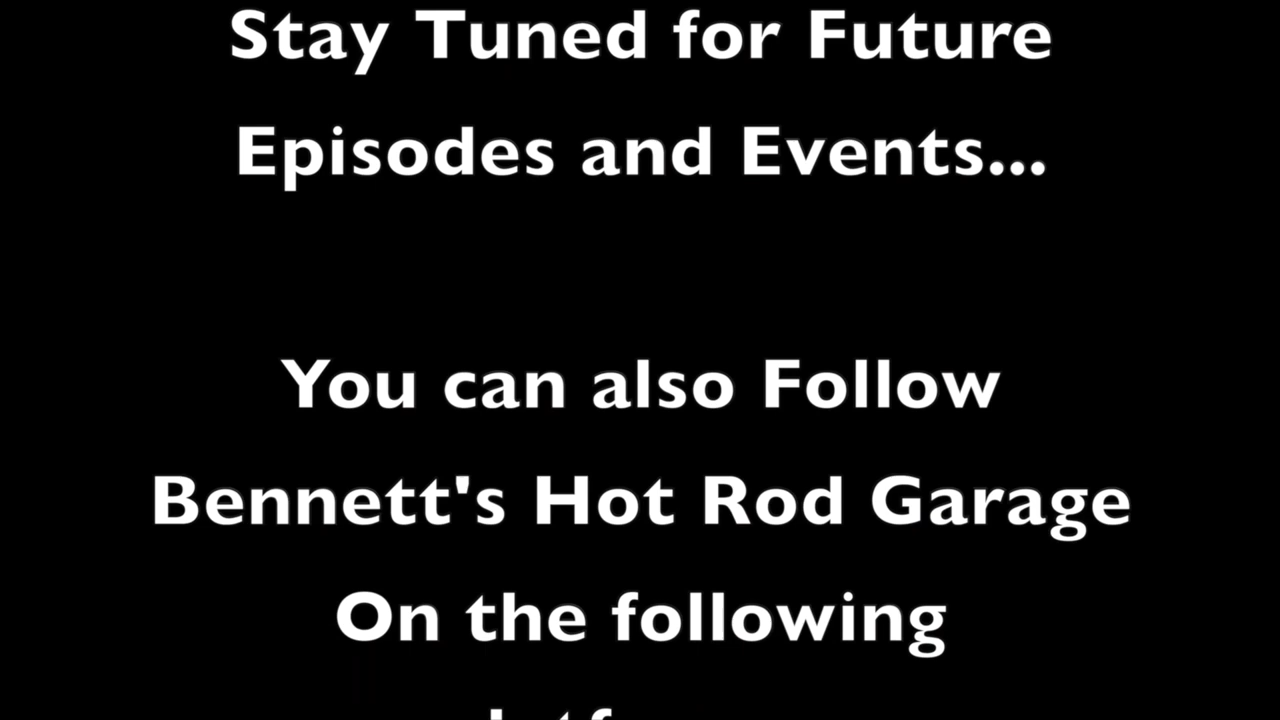 Stay Tuned for Future
Episodes and Events...
You can also Follow
Bennett's Hot Rod Garage
On the following